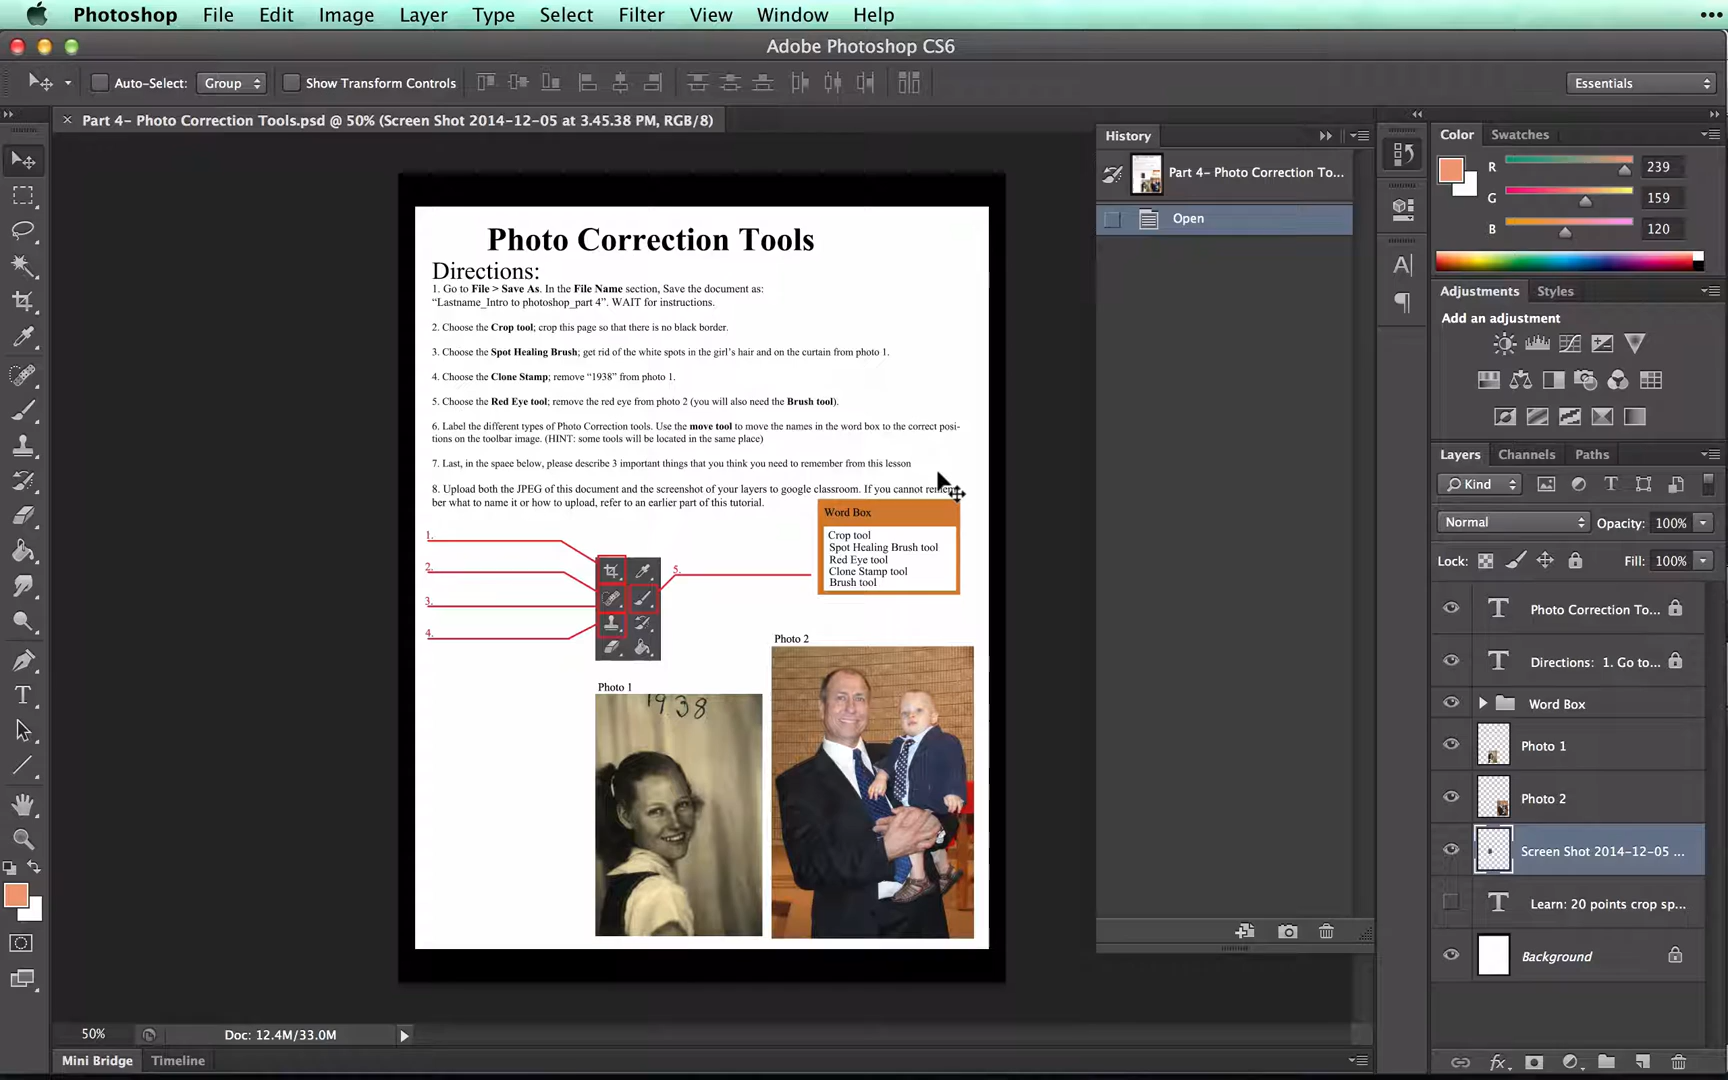 Photoshop File Edit Image Layer Type Select Filter View Window Help
Adobe Photoshop CS6
Auto-Select: Group Show Transform Controls Essentials
Part 4- Photo Correction Tools.psd @ 50% (Screen Shot 2014-12-05 at 3.45.38 PM, RGB/8)
Photo Correction Tools
Directions:
1. Go to File > Save As. In the File Name section, Save the document as:
“Lastname_Intro to photoshop_part 4”. WAIT for instructions.
2. Choose the Crop tool; crop this page so that there is no black border.
3. Choose the Spot Healing Brush; get rid of the white spots in the girl’s hair and on the curtain from photo 1.
4. Choose the Clone Stamp; remove “1938” from photo 1.
5. Choose the Red Eye tool; remove the red eye from photo 2 (you will also need the Brush tool).
6. Label the different types of Photo Correction tools. Use the move tool to move the names in the word box to the correct posi-
tions on the toolbar image. (HINT: some tools will be located in the same place)
7. Last, in the space below, please describe 3 important things that you think you need to remember from this lesson
8. Upload both the JPEG of this document and the screenshot of your layers to google classroom. If you cannot remem-
ber what to name it or how to upload, refer to an earlier part of this tutorial.
Word Box
Crop tool
Spot Healing Brush tool
Red Eye tool
Clone Stamp tool
Brush tool
1.
2.
3.
4.
5.
Photo 1
1938
Photo 2
50% Doc: 12.4M/33.0M
Mini Bridge Timeline
History
Part 4- Photo Correction To...
Open
Color Swatches
R 239
G 159
B 120
Adjustments Styles
Add an adjustment
Layers Channels Paths
Kind
Normal Opacity: 100%
Lock: Fill: 100%
Photo Correction To...
Directions: 1. Go to...
Word Box
Photo 1
Photo 2
Screen Shot 2014-12-05 ...
Learn: 20 points crop sp...
Background